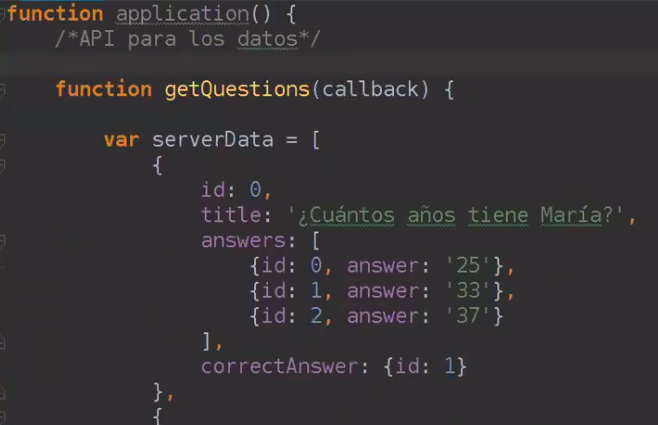 function application() {
/*API para los datos*/
function getQuestions(callback) {
var serverData = [
{
id: 0,
title: '¿Cuántos años tiene María?',
answers: [
{id: 0, answer: '25'},
{id: 1, answer: '33'},
{id: 2, answer: '37'}
],
correctAnswer: {id: 1}
},
{